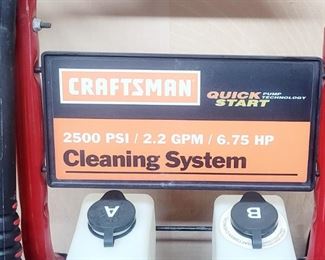 CRAFTSMAN
QUICK START PUMP TECHNOLOGY
2500 PSI / 2.2 GPM / 6.75 HP
Cleaning System
A
B